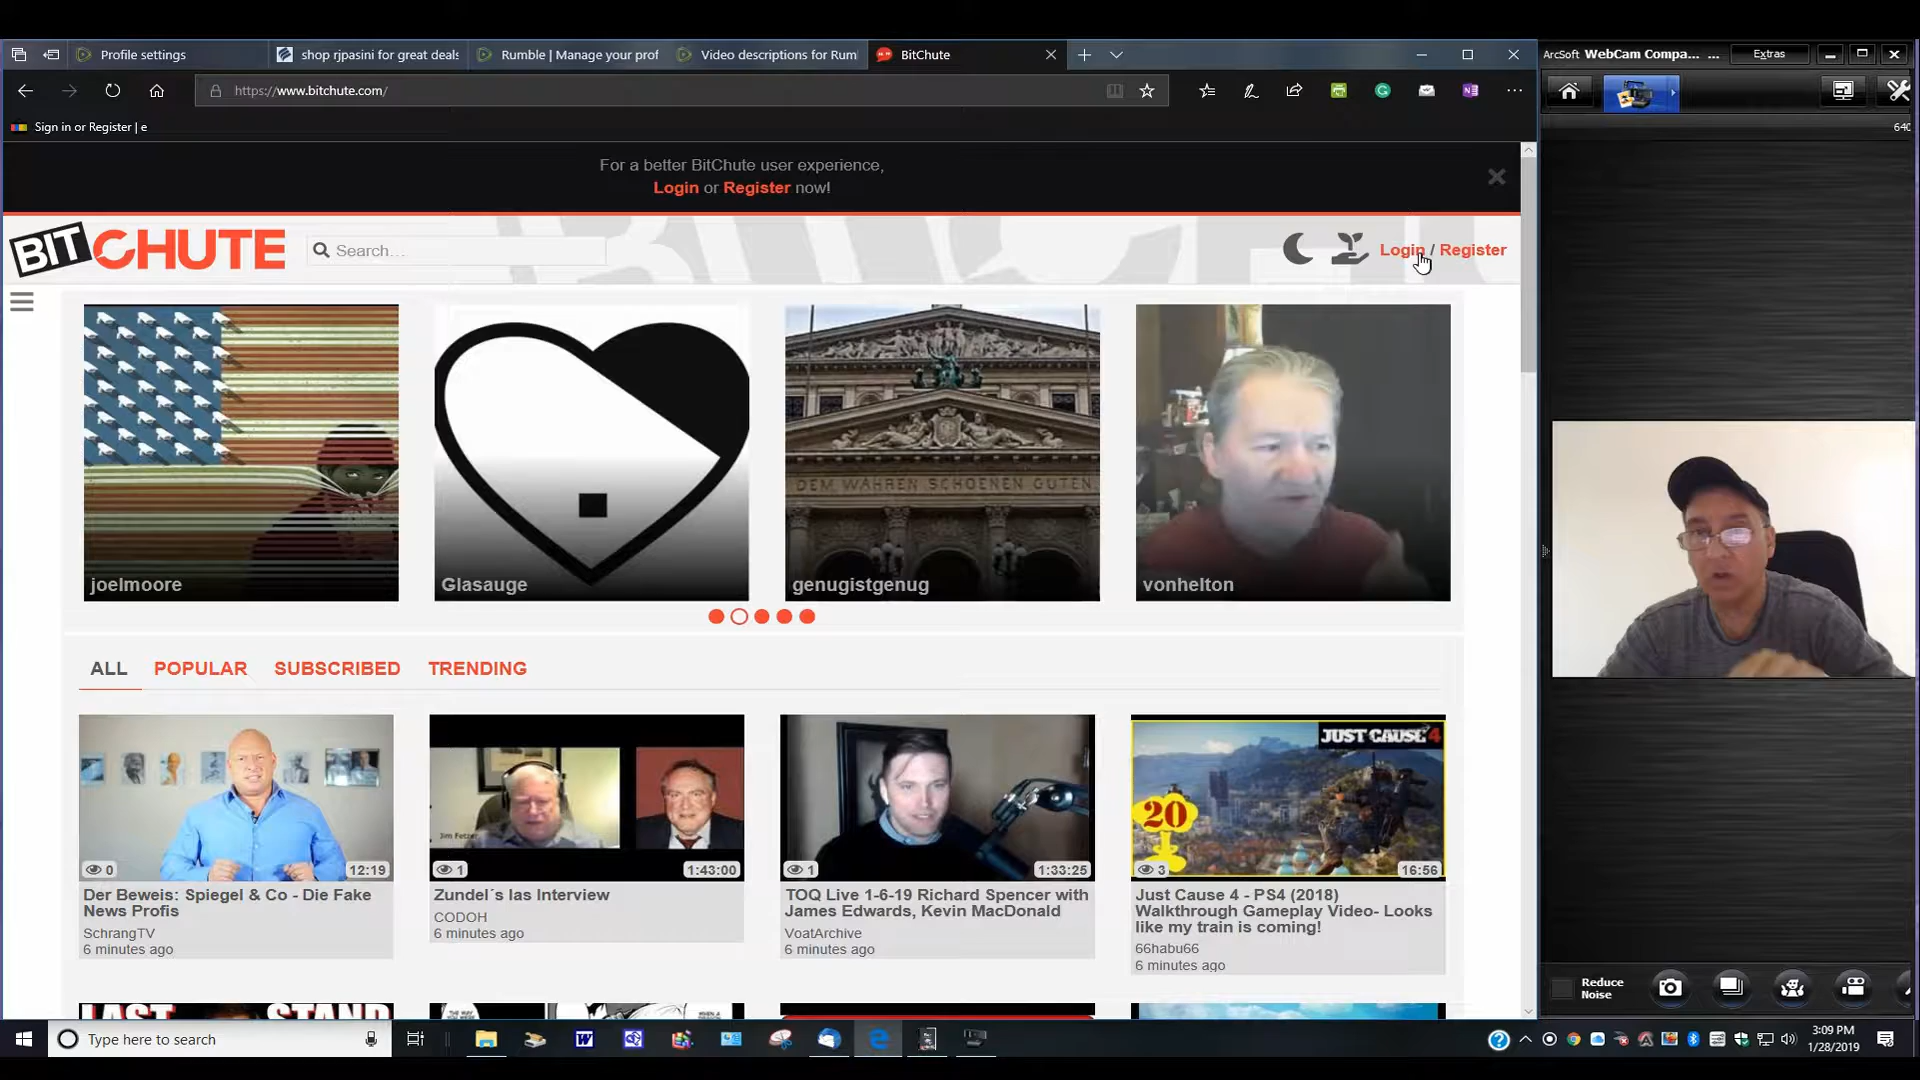 Profile settings
shop rjpasini for great deals
Rumble | Manage your prof
Video descriptions for Rum
BitChute
ArcSoft WebCam Compa... ...
Extras
https://www.bitchute.com/
Sign in or Register | e
640
For a better BitChute user experience,
Login or Register now!
BITCHUTE
Search...
Login / Register
DEM WAHREN SCHOENEN GUTEN
joelmoore
Glasauge
genugistgenug
vonhelton
ALL
POPULAR
SUBSCRIBED
TRENDING
JUST CAUSE 4
20
Jim Fetzer
0
12:19
1
1:43:00
1
1:33:25
3
16:56
Der Beweis: Spiegel & Co - Die Fake
News Profis
SchrangTV
6 minutes ago
Zundel´s las Interview
CODOH
6 minutes ago
TOQ Live 1-6-19 Richard Spencer with
James Edwards, Kevin MacDonald
VoatArchive
6 minutes ago
Just Cause 4 - PS4 (2018)
Walkthrough Gameplay Video- Looks
like my train is coming!
66habu66
6 minutes ago
LAST STAND
Reduce
Noise
Type here to search
3:09 PM
1/28/2019